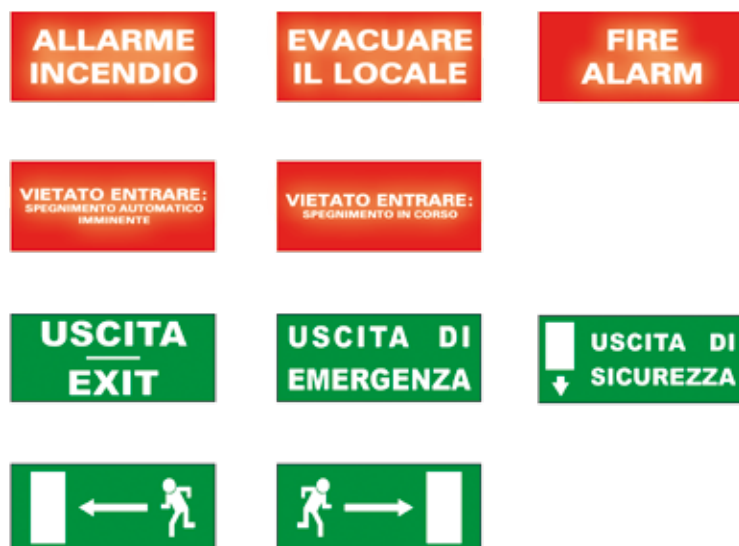 ALLARME
INCENDIO
EVACUARE
IL LOCALE
FIRE
ALARM
VIETATO ENTRARE:
SPEGNIMENTO AUTOMATICO
IMMINENTE
VIETATO ENTRARE:
SPEGNIMENTO IN CORSO
USCITA
EXIT
USCITA DI
EMERGENZA
USCITA DI
SICUREZZA